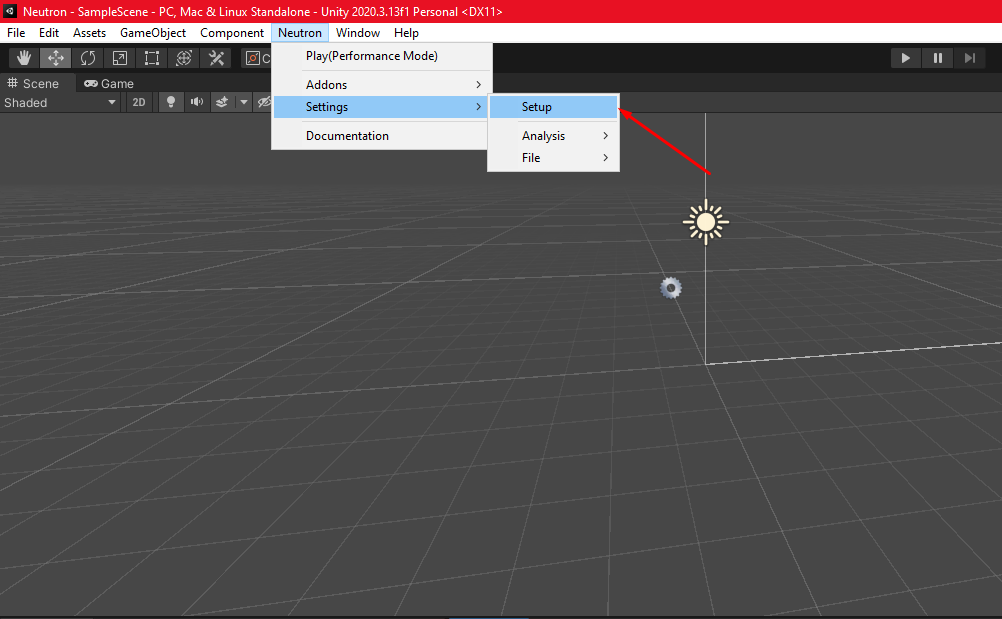 Neutron - SampleScene - PC, Mac & Linux Standalone - Unity 2020.3.13f1 Personal <DX11>
File Edit Assets GameObject Component Neutron Window Help
Play(Performance Mode)
C
Scene Game
Addons
Shaded 2D
Settings Setup
Documentation Analysis
File